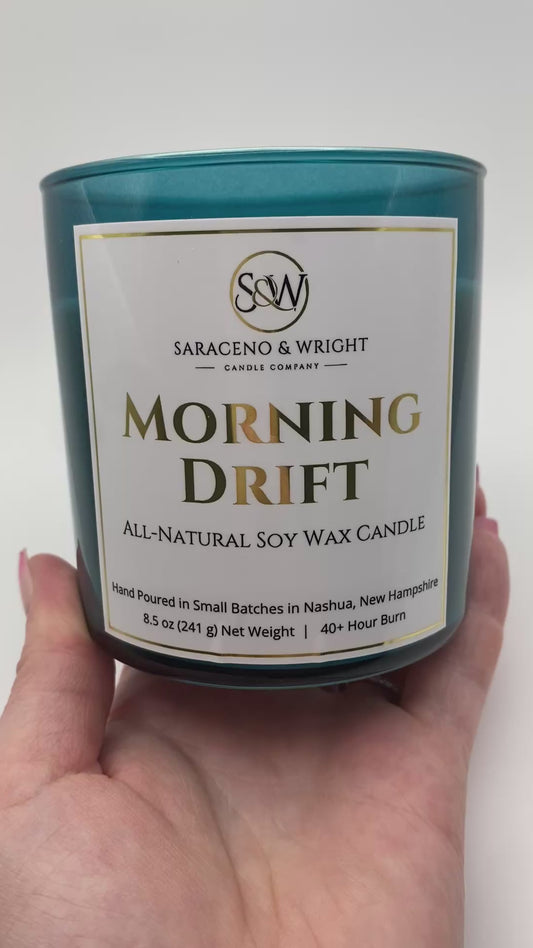 S&W
SARACENO & WRIGHT
CANDLE COMPANY
MORNING
DRIFT
ALL-NATURAL SOY WAX CANDLE
Hand Poured in Small Batches in Nashua, New Hampshire
8.5 oz (241 g) Net Weight | 40+ Hour Burn